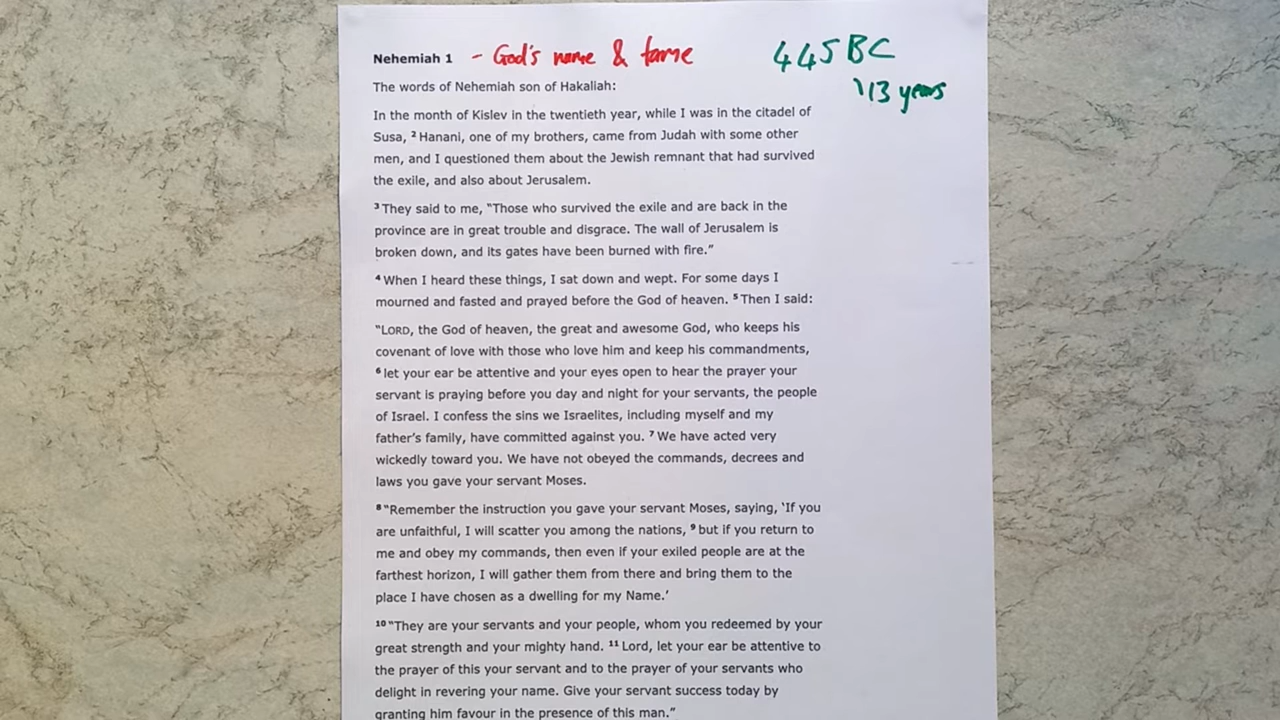 Nehemiah 1 - God's name & fame
445 BC
13 years
The words of Nehemiah son of Hakaliah:
In the month of Kislev in the twentieth year, while I was in the citadel of
Susa, ² Hanani, one of my brothers, came from Judah with some other
men, and I questioned them about the Jewish remnant that had survived
the exile, and also about Jerusalem.
³ They said to me, “Those who survived the exile and are back in the
province are in great trouble and disgrace. The wall of Jerusalem is
broken down, and its gates have been burned with fire.”
⁴ When I heard these things, I sat down and wept. For some days I
mourned and fasted and prayed before the God of heaven. ⁵ Then I said:
“LORD, the God of heaven, the great and awesome God, who keeps his
covenant of love with those who love him and keep his commandments,
⁶ let your ear be attentive and your eyes open to hear the prayer your
servant is praying before you day and night for your servants, the people
of Israel. I confess the sins we Israelites, including myself and my
father’s family, have committed against you. ⁷ We have acted very
wickedly toward you. We have not obeyed the commands, decrees and
laws you gave your servant Moses.
⁸ “Remember the instruction you gave your servant Moses, saying, ‘If you
are unfaithful, I will scatter you among the nations, ⁹ but if you return to
me and obey my commands, then even if your exiled people are at the
farthest horizon, I will gather them from there and bring them to the
place I have chosen as a dwelling for my Name.’
¹⁰ “They are your servants and your people, whom you redeemed by your
great strength and your mighty hand. ¹¹ Lord, let your ear be attentive to
the prayer of this your servant and to the prayer of your servants who
delight in revering your name. Give your servant success today by
granting him favour in the presence of this man.”